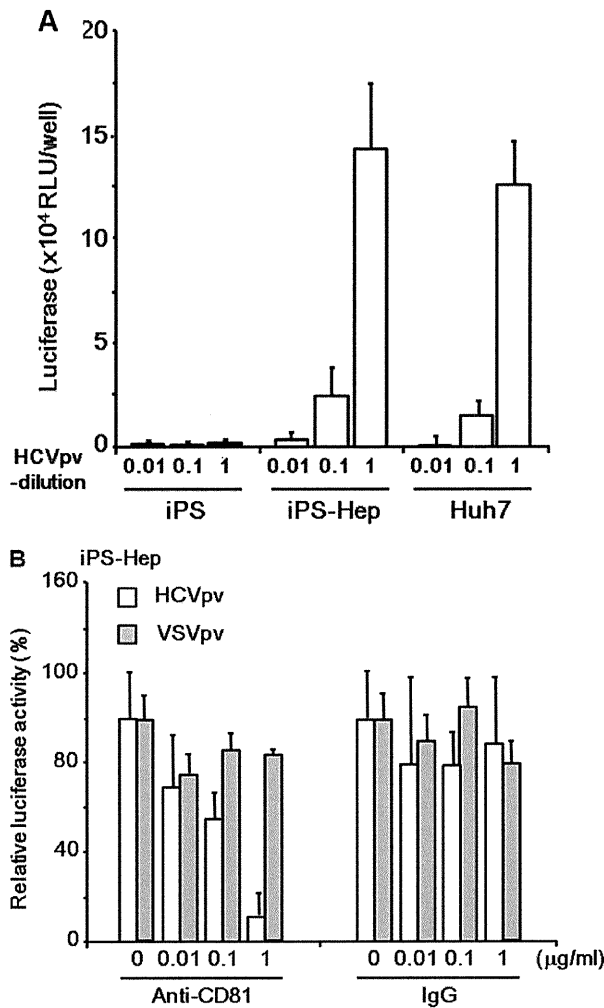 A
Luciferase (x10⁴ RLU/well)
20
15
10
5
0
HCVpv -dilution
0.01 0.1 1 0.01 0.1 1 0.01 0.1 1
iPS iPS-Hep Huh7
B
iPS-Hep
HCVpv
VSVpv
Relative luciferase activity (%)
160
100
80
40
0
0 0.01 0.1 1 0 0.01 0.1 1 (μg/ml)
Anti-CD81 IgG